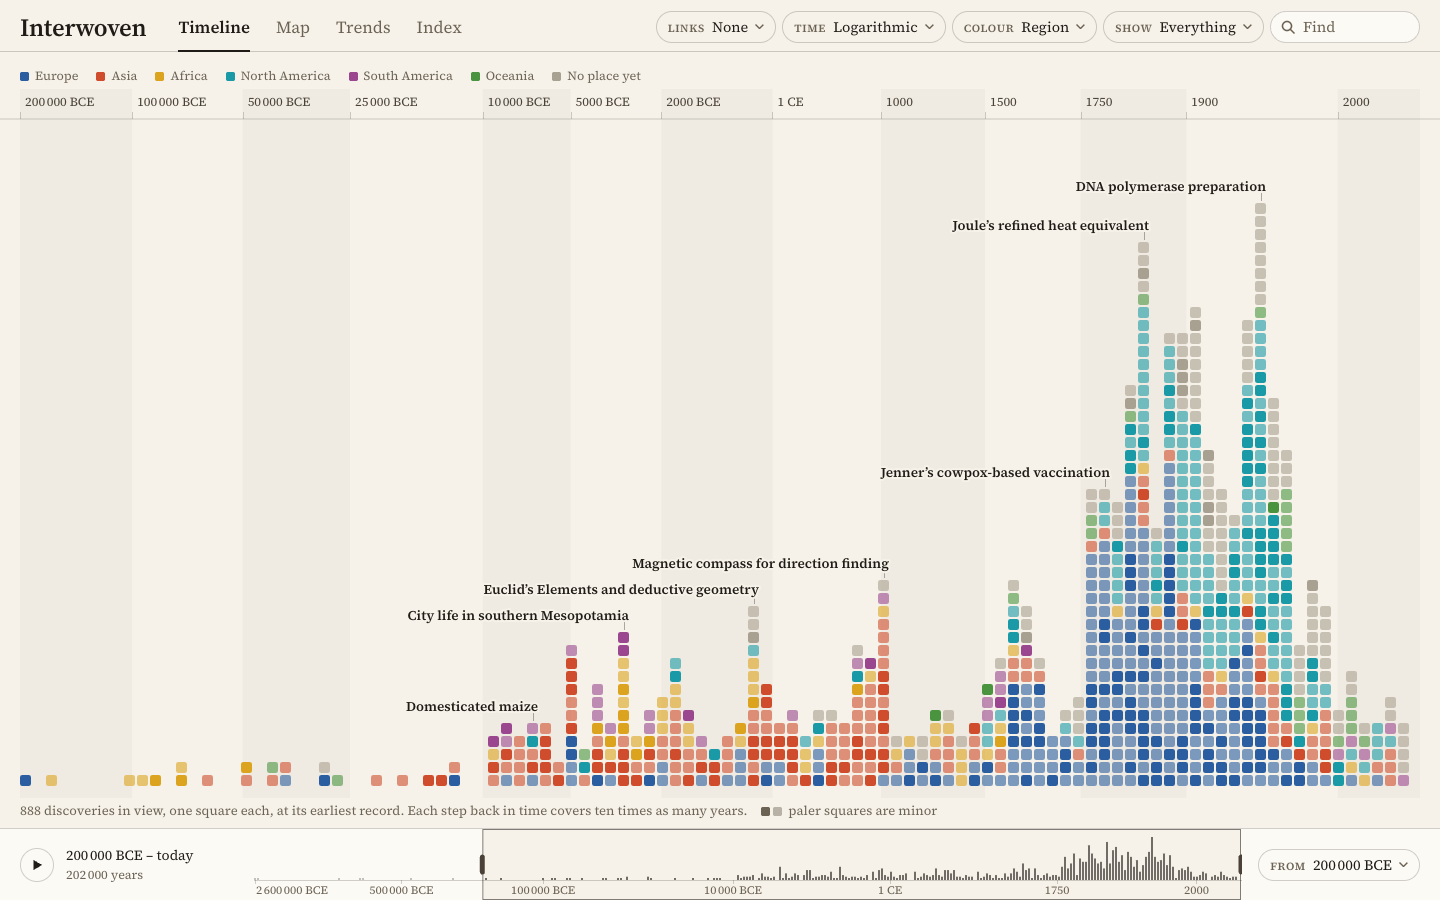 Interwoven Timeline Map Trends Index LINKS None TIME Logarithmic COLOUR Region SHOW Everything Find
Europe Asia Africa North America South America Oceania No place yet
200 000 BCE 100 000 BCE 50 000 BCE 25 000 BCE 10 000 BCE 5000 BCE 2000 BCE 1 CE 1000 1500 1750 1900 2000
DNA polymerase preparation
Joule’s refined heat equivalent
Jenner’s cowpox-based vaccination
Magnetic compass for direction finding
Euclid’s Elements and deductive geometry
City life in southern Mesopotamia
Domesticated maize
888 discoveries in view, one square each, at its earliest record. Each step back in time covers ten times as many years. paler squares are minor
200 000 BCE – today
202 000 years
FROM 200 000 BCE
2 600 000 BCE 500 000 BCE 100 000 BCE 10 000 BCE 1 CE 1750 2000